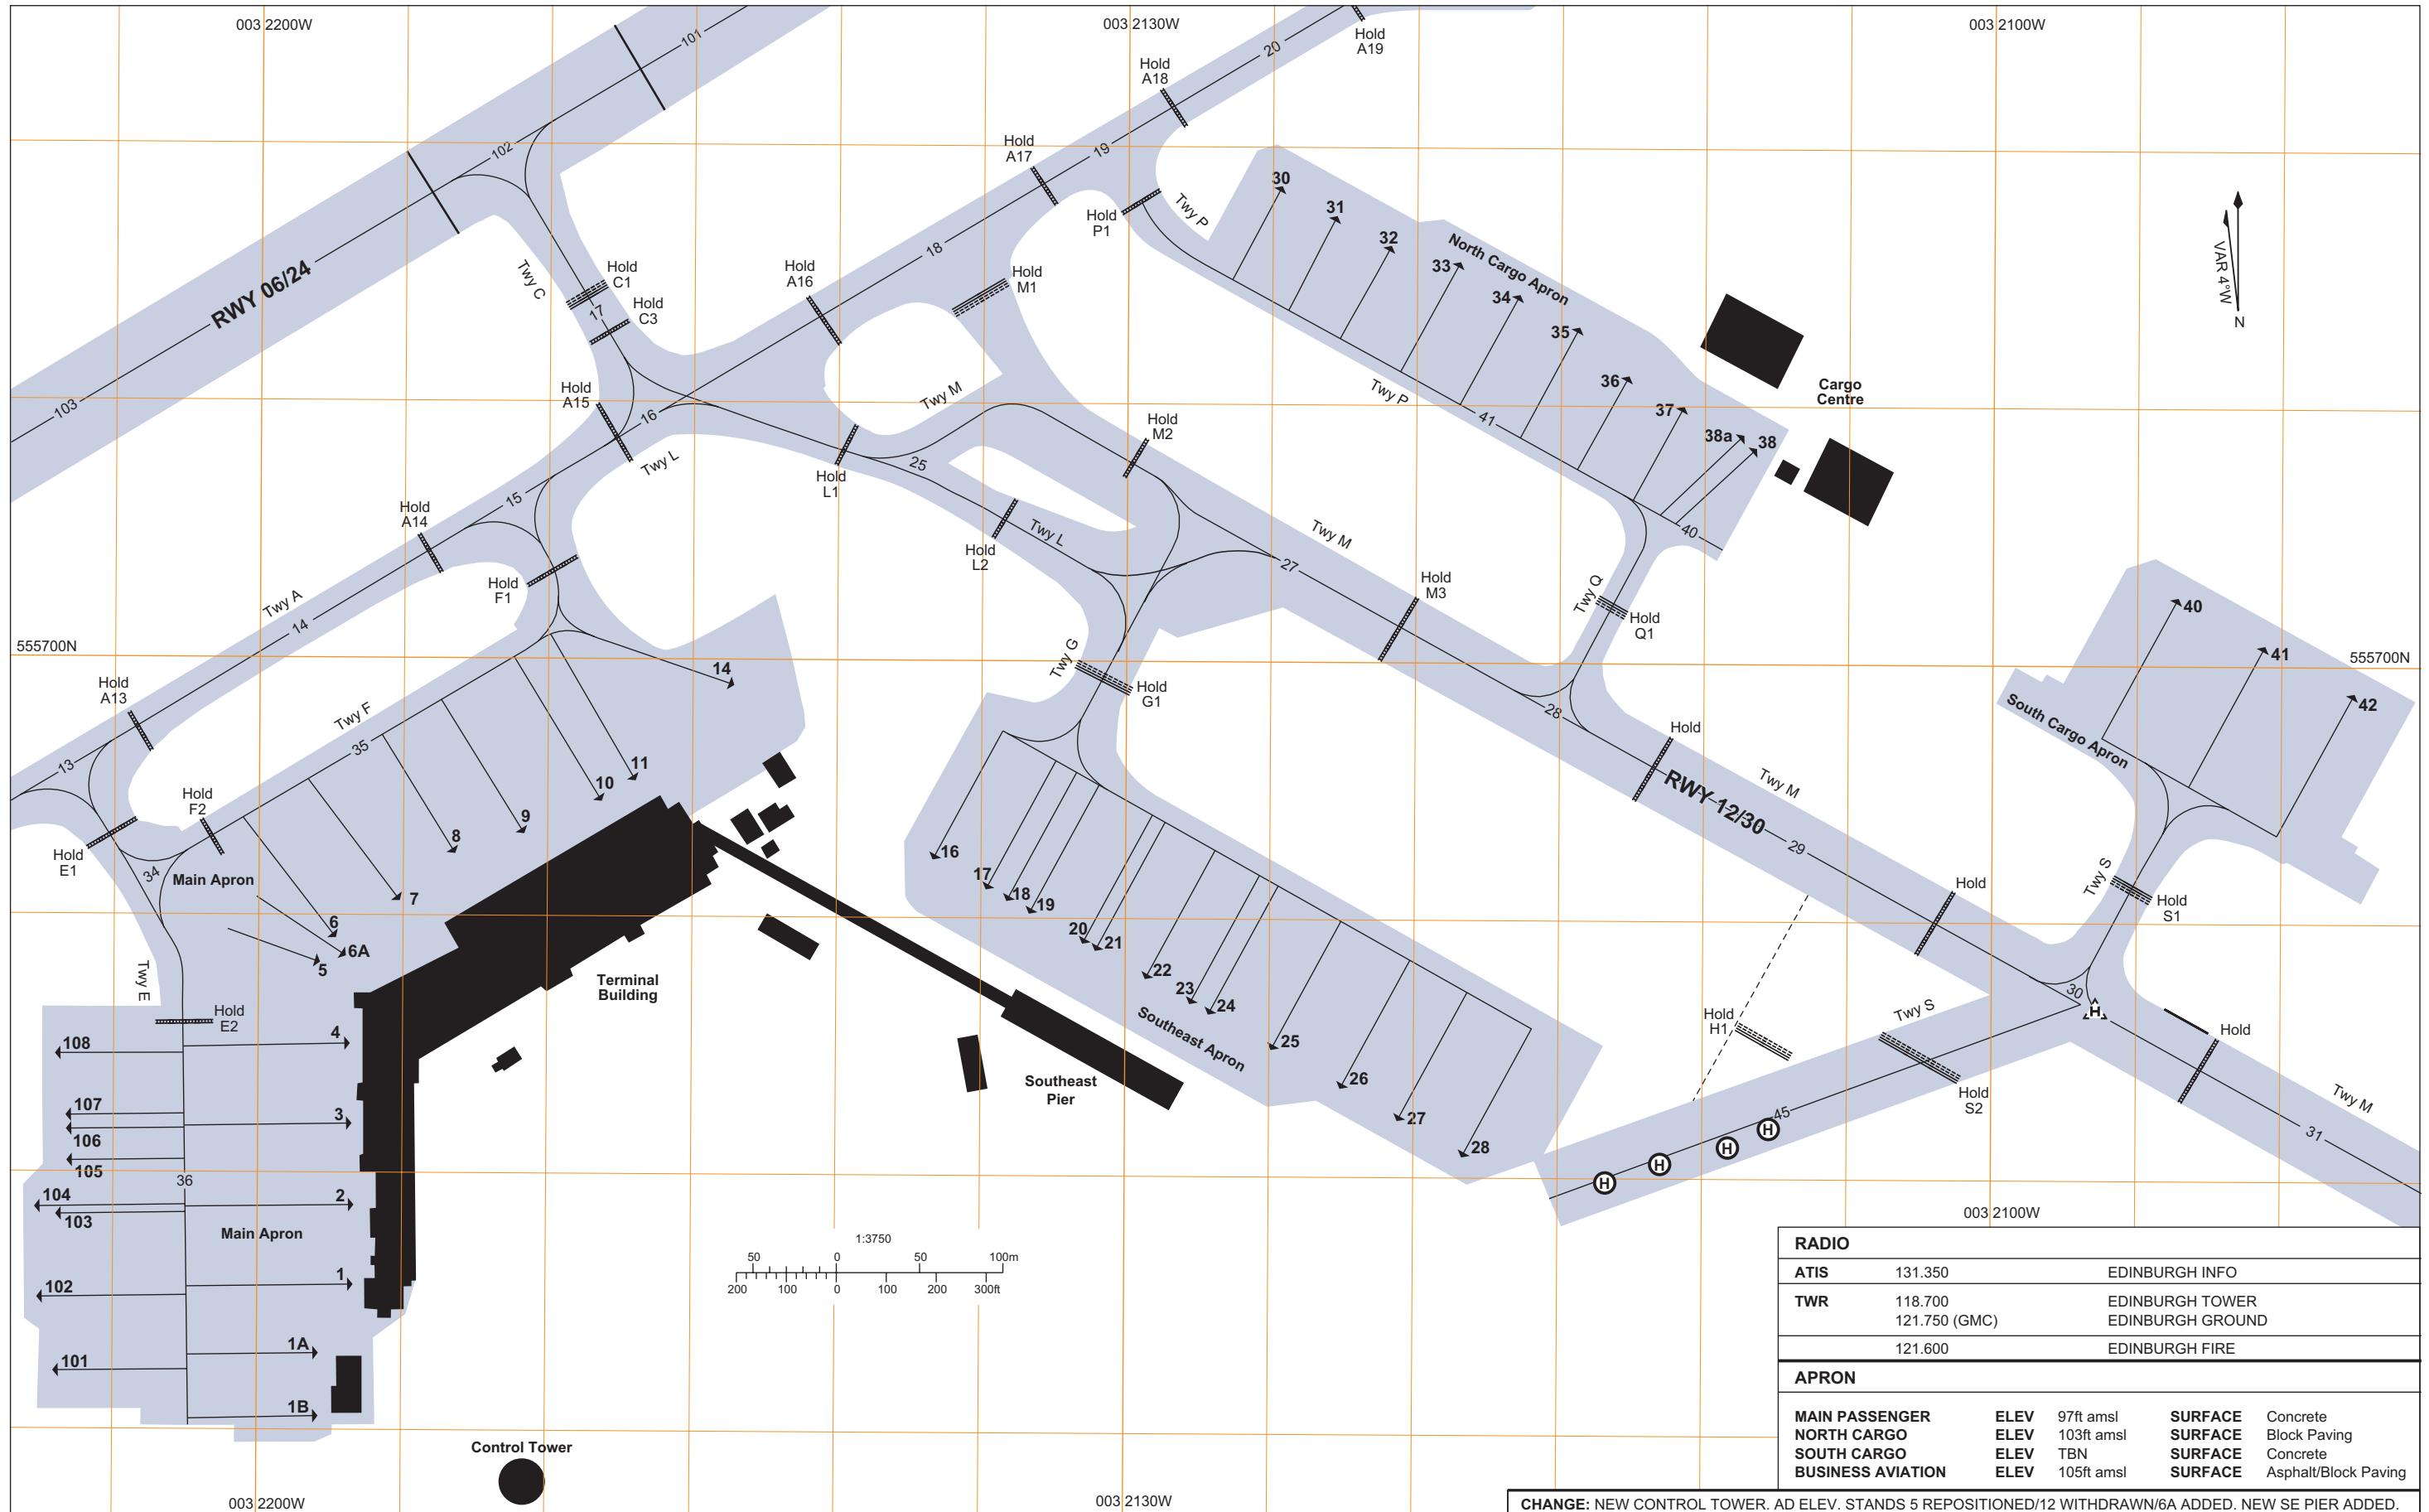 003 2200W
003 2130W
003 2100W
101
20
Hold
A19
Hold
A18
102
Hold
A17
19
30
Twy P
31
Hold
P1
32
North Cargo Apron
33
18
34
35
VAR 4°W
N
RWY 06/24
Twy C
Hold
C1
17
Hold
C3
Hold
A16
Hold
M1
103
Hold
A15
16
Twy L
Twy M
Twy P
41
36
37
38a
38
Cargo
Centre
Hold
M2
25
Hold
L1
15
Hold
A14
Hold
F1
Twy A
14
Hold
L2
Twy L
Twy M
27
40
Twy Q
Hold
Q1
Hold
M3
40
41
42
555700N
555700N
Hold
A13
14
Twy G
Hold
G1
28
Hold
South Cargo Apron
Twy F
35
13
10
11
9
8
7
Hold
F2
Hold
E1
34
Main Apron
6
6A
5
Twy M
RWY 12/30
29
16
17
18
19
20
21
22
23
24
25
26
27
28
Southeast Apron
Hold
Twy S
Hold
S1
Twy E
Hold
E2
Terminal
Building
Hold
H1
Twy S
30
H
Hold
Hold
S2
Twy M
31
108
4
107
106
3
105
36
104
103
2
Main Apron
102
1
101
1A
1B
Southeast
Pier
45
H
H
H
H
1:3750
50 0 50 100m
200 100 0 100 200 300ft
Control Tower
003 2200W
003 2130W
003 2100W
RADIO
ATIS 131.350 EDINBURGH INFO
TWR 118.700 EDINBURGH TOWER
121.750 (GMC) EDINBURGH GROUND
121.600 EDINBURGH FIRE
APRON
MAIN PASSENGER ELEV 97ft amsl SURFACE Concrete
NORTH CARGO ELEV 103ft amsl SURFACE Block Paving
SOUTH CARGO ELEV TBN SURFACE Concrete
BUSINESS AVIATION ELEV 105ft amsl SURFACE Asphalt/Block Paving
CHANGE: NEW CONTROL TOWER. AD ELEV. STANDS 5 REPOSITIONED/12 WITHDRAWN/6A ADDED. NEW SE PIER ADDED.